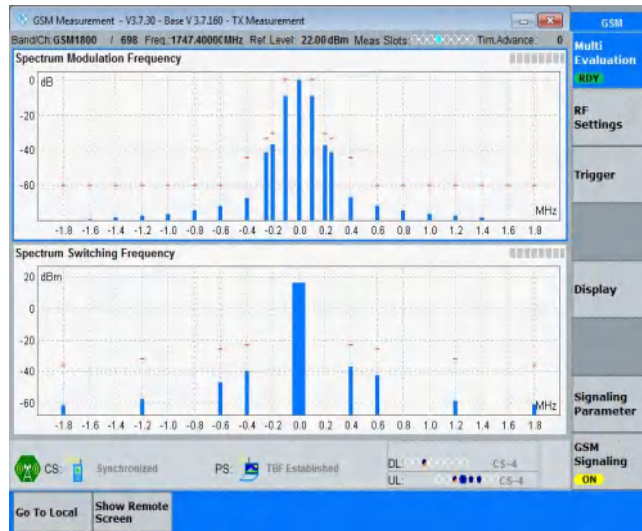 GSM Measurement - V3.7.30 - Base V 3.7.160 - TX Measurement
GSM
Band/Ch: GSM1800 / 698 Freq.: 1747.40000 MHz Ref. Level: 22.00 dBm Meas Slots: Tim.Advance: 0
Multi
Evaluation
RDY
Spectrum Modulation Frequency
0 dB
-20
-40
-60
MHz
-1.8 -1.6 -1.4 -1.2 -1.0 -0.8 -0.6 -0.4 -0.2 0.0 0.2 0.4 0.6 0.8 1.0 1.2 1.4 1.6 1.8
RF
Settings
Trigger
Spectrum Switching Frequency
20 dBm
0
-20
-40
-60
MHz
-1.8 -1.6 -1.4 -1.2 -1.0 -0.8 -0.6 -0.4 -0.2 0.0 0.2 0.4 0.6 0.8 1.0 1.2 1.4 1.6 1.8
Display
Signaling
Parameter
CS: Synchronized PS: TBF Established DL: CS-4
UL: CS-4
GSM
Signaling
ON
Go To Local
Show Remote
Screen